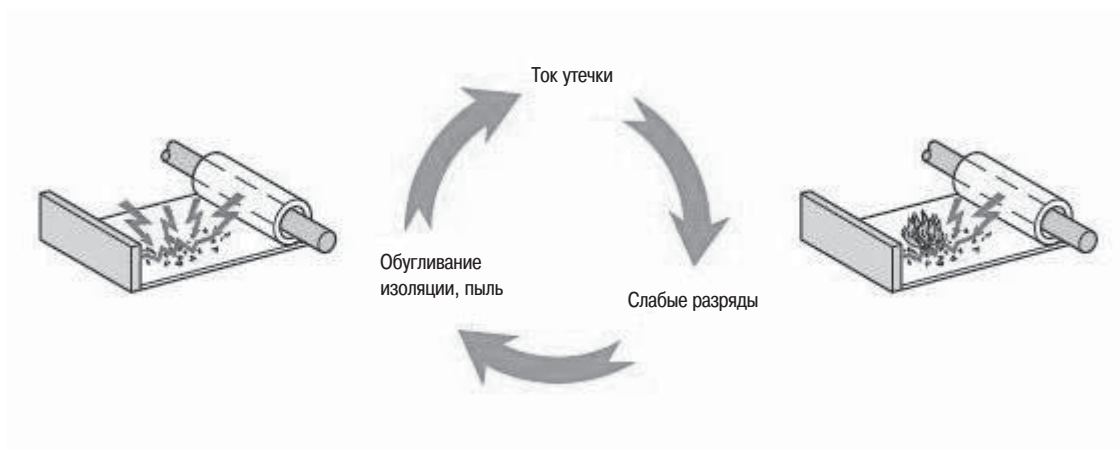 Ток утечки
Обугливание
изоляции, пыль
Слабые разряды